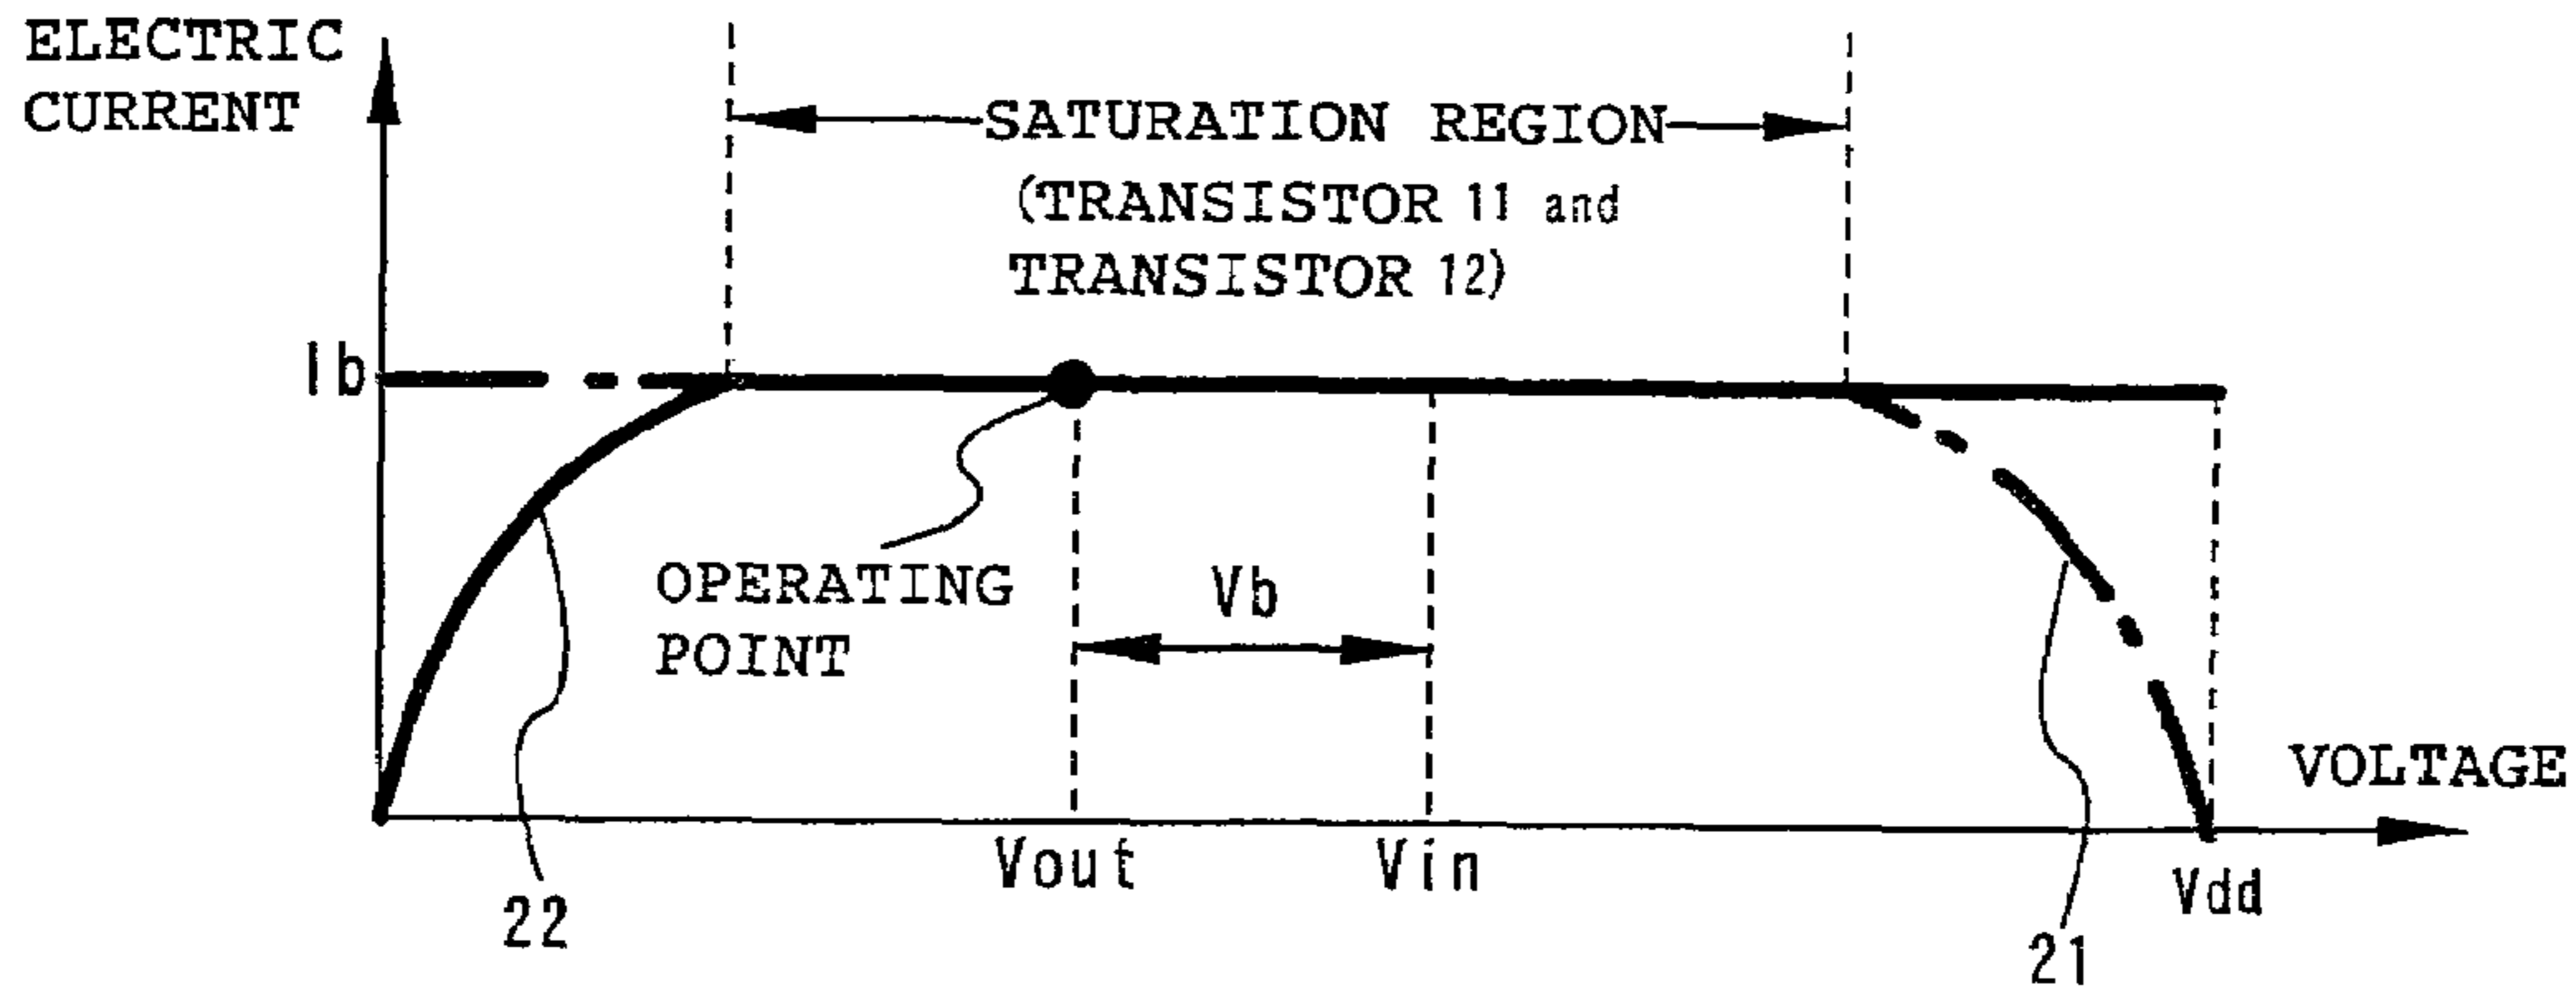 ELECTRIC
CURRENT
SATURATION REGION
(TRANSISTOR 11 and
TRANSISTOR 12)
Ib
OPERATING
POINT
Vb
VOLTAGE
Vout
Vin
Vdd
22
21